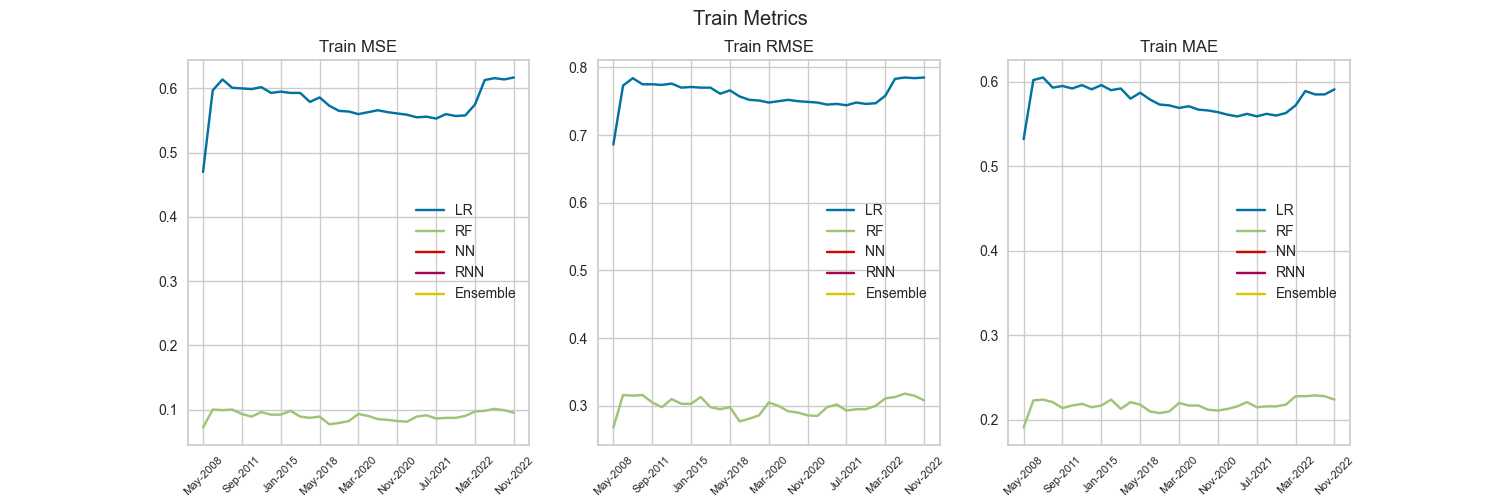 Train Metrics
Train MSE
0.6
0.5
0.4
0.3
0.2
0.1
LR
RF
NN
RNN
Ensemble
May-2008
Sep-2011
Jan-2015
May-2018
Mar-2020
Nov-2020
Jul-2021
Mar-2022
Nov-2022
Train RMSE
0.8
0.7
0.6
0.5
0.4
0.3
LR
RF
NN
RNN
Ensemble
May-2008
Sep-2011
Jan-2015
May-2018
Mar-2020
Nov-2020
Jul-2021
Mar-2022
Nov-2022
Train MAE
0.6
0.5
0.4
0.3
0.2
LR
RF
NN
RNN
Ensemble
May-2008
Sep-2011
Jan-2015
May-2018
Mar-2020
Nov-2020
Jul-2021
Mar-2022
Nov-2022